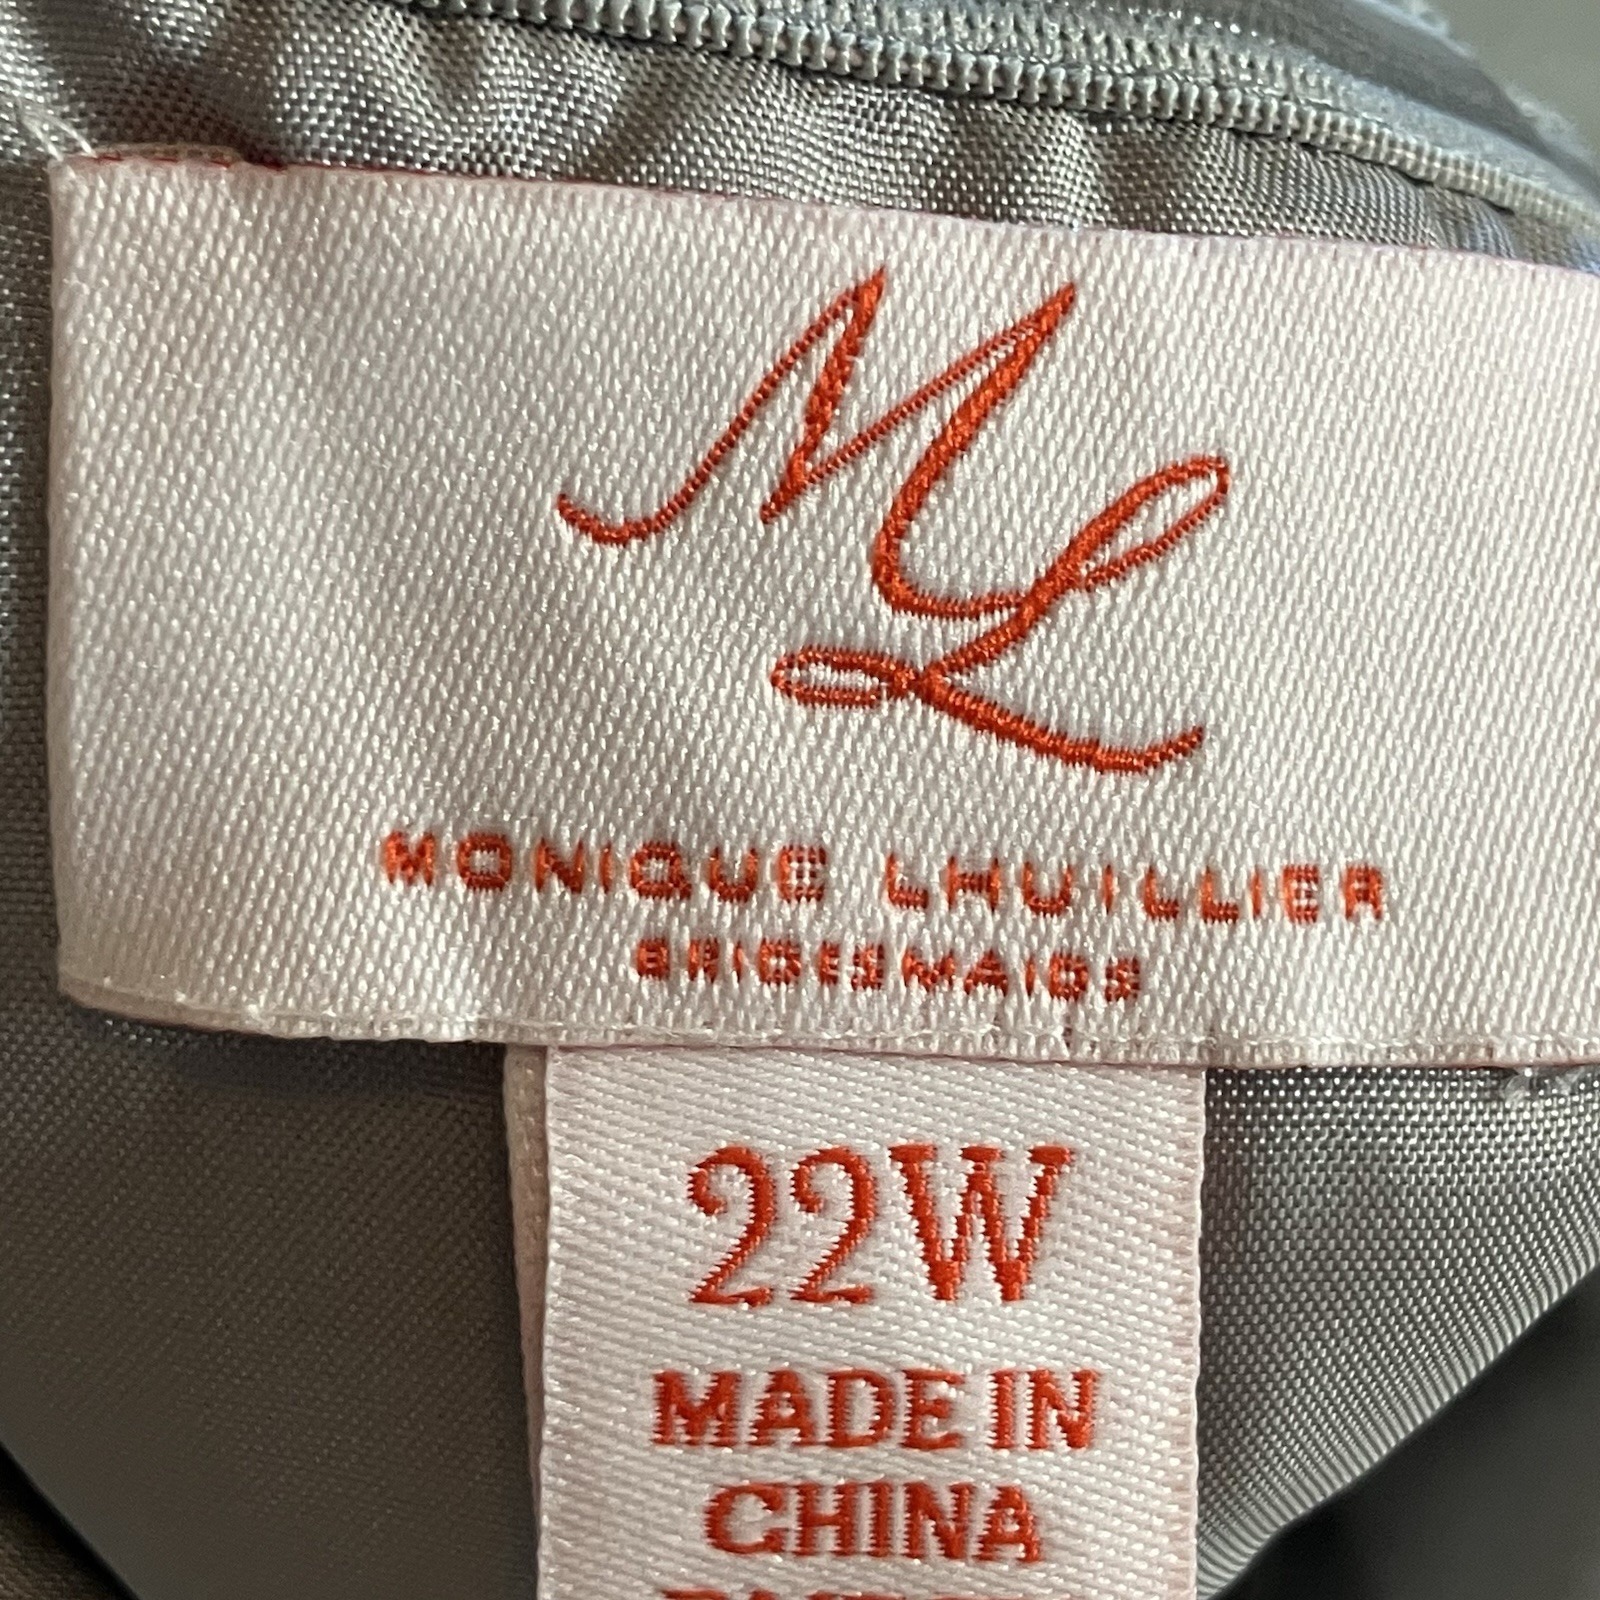 ML
MONIQUE LHUILLIER
BRIDESMAIDS
22W
MADE IN
CHINA